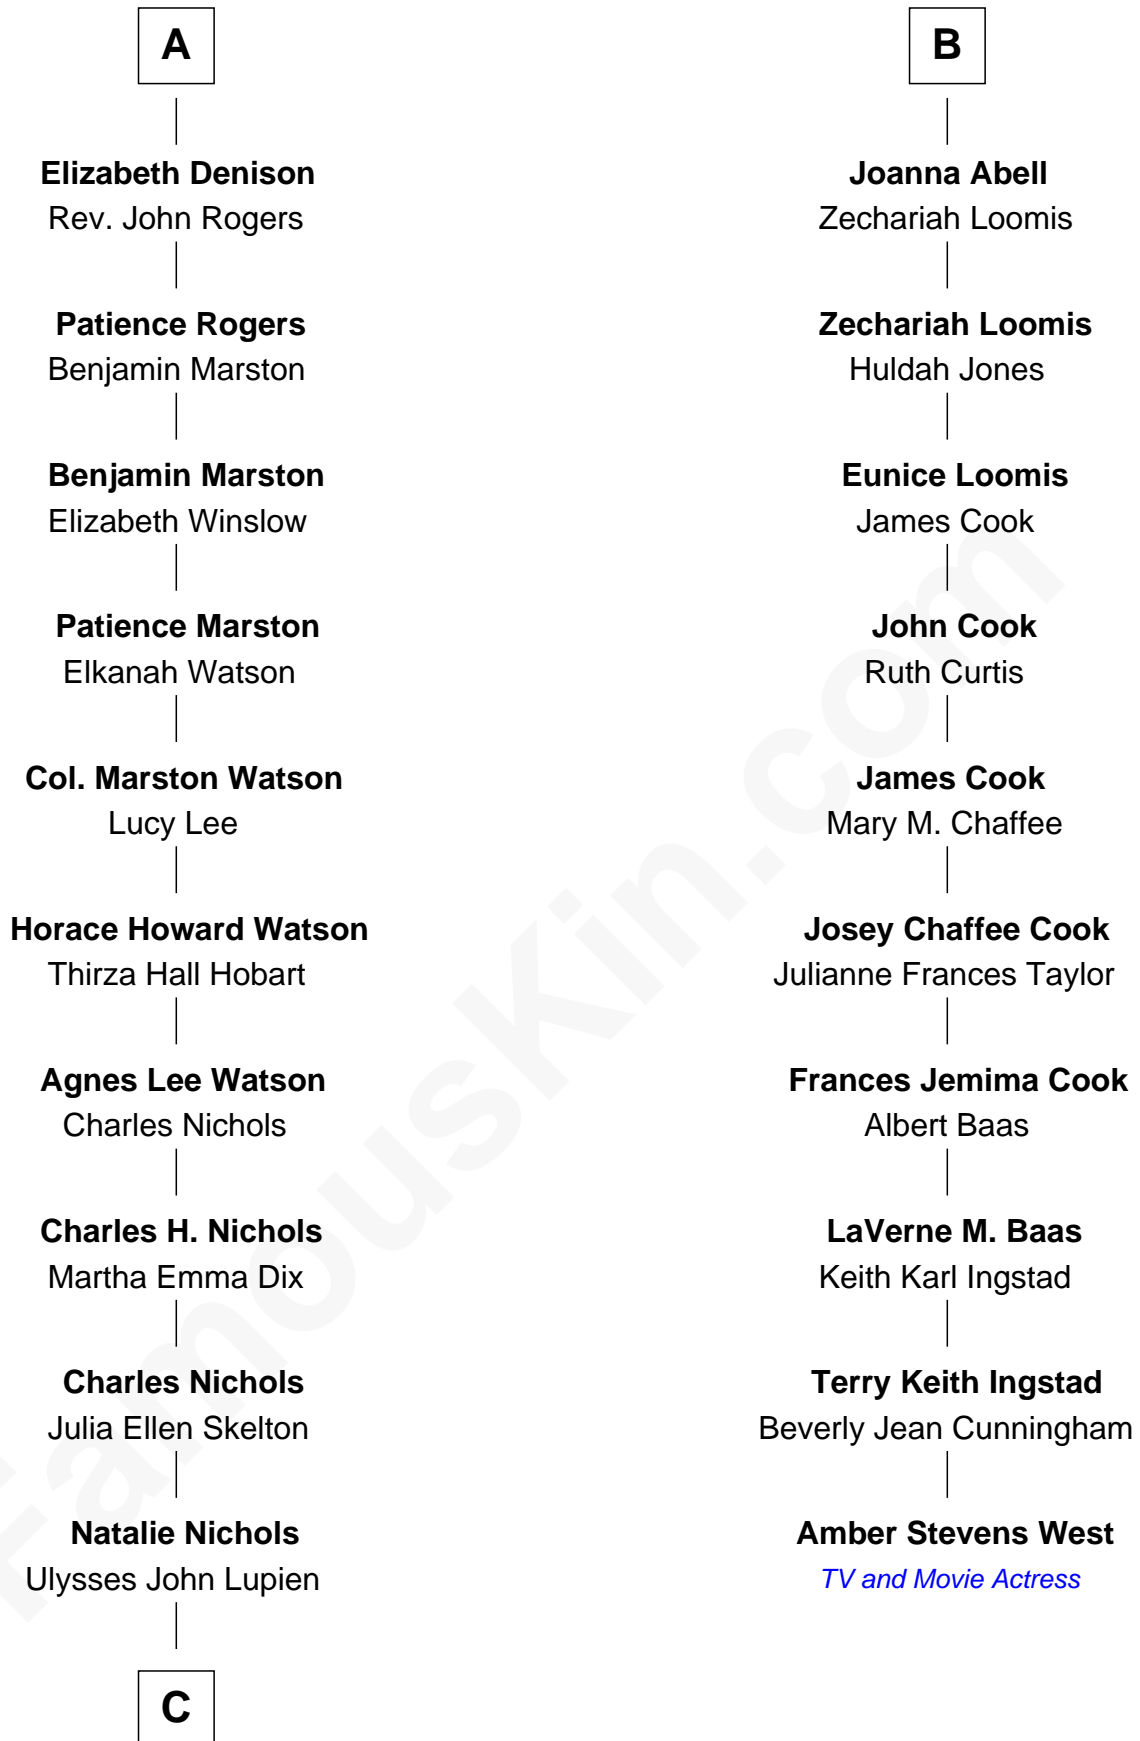 A
Elizabeth Denison
Rev. John Rogers
Patience Rogers
Benjamin Marston
Benjamin Marston
Elizabeth Winslow
Patience Marston
Elkanah Watson
Col. Marston Watson
Lucy Lee
Horace Howard Watson
Thirza Hall Hobart
Agnes Lee Watson
Charles Nichols
Charles H. Nichols
Martha Emma Dix
Charles Nichols
Julia Ellen Skelton
Natalie Nichols
Ulysses John Lupien
C
B
Joanna Abell
Zechariah Loomis
Zechariah Loomis
Huldah Jones
Eunice Loomis
James Cook
John Cook
Ruth Curtis
James Cook
Mary M. Chaffee
Josey Chaffee Cook
Julianne Frances Taylor
Frances Jemima Cook
Albert Baas
LaVerne M. Baas
Keith Karl Ingstad
Terry Keith Ingstad
Beverly Jean Cunningham
Amber Stevens West
TV and Movie Actress
FamousKin.com